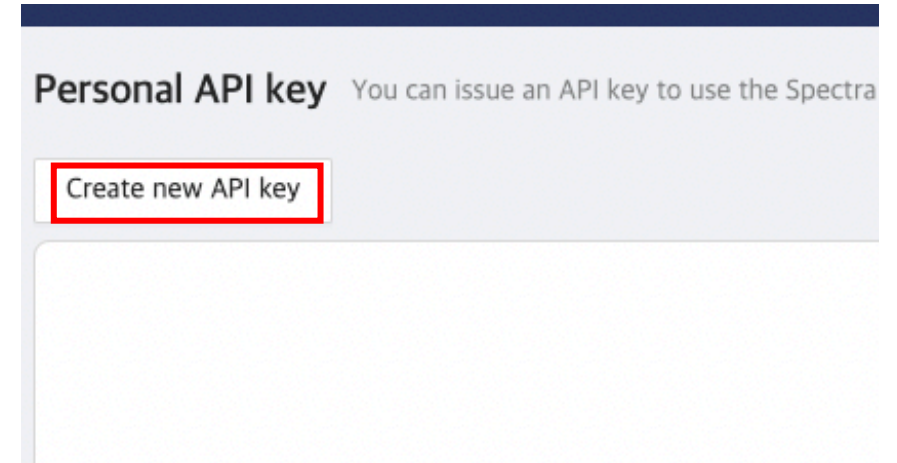 Personal API key You can issue an API key to use the Spectra
Create new API key